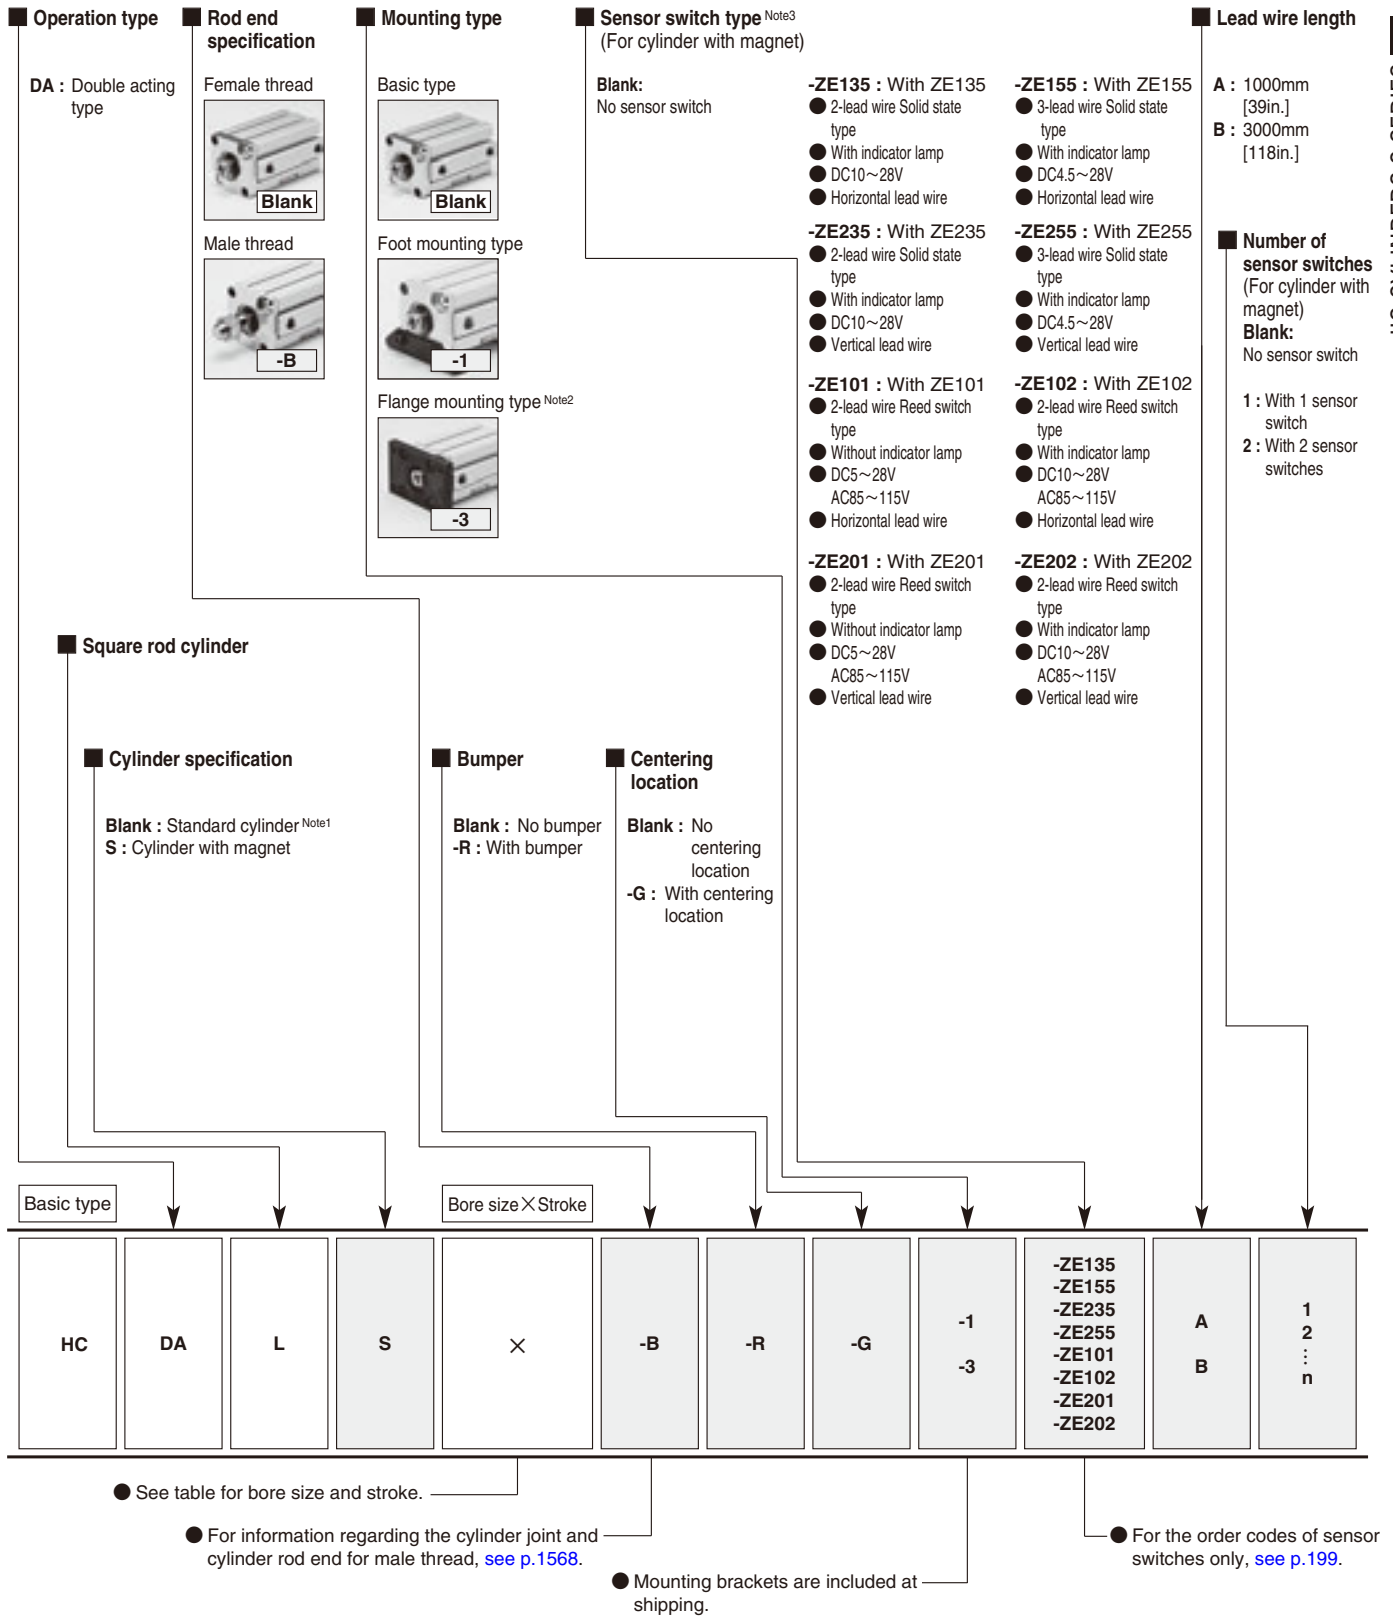 ■ Operation type
DA : Double acting
type
■ Rod end
specification
Female thread
Blank
Male thread
-B
■ Mounting type
Basic type
Blank
Foot mounting type
-1
Flange mounting type Note2
-3
■ Sensor switch type Note3
(For cylinder with magnet)
Blank:
No sensor switch
-ZE135 : With ZE135
● 2-lead wire Solid state
type
● With indicator lamp
● DC10～28V
● Horizontal lead wire
-ZE155 : With ZE155
● 3-lead wire Solid state
type
● With indicator lamp
● DC4.5～28V
● Horizontal lead wire
-ZE235 : With ZE235
● 2-lead wire Solid state
type
● With indicator lamp
● DC10～28V
● Vertical lead wire
-ZE255 : With ZE255
● 3-lead wire Solid state
type
● With indicator lamp
● DC4.5～28V
● Vertical lead wire
-ZE101 : With ZE101
● 2-lead wire Reed switch
type
● Without indicator lamp
● DC5～28V
AC85～115V
● Horizontal lead wire
-ZE102 : With ZE102
● 2-lead wire Reed switch
type
● With indicator lamp
● DC10～28V
AC85～115V
● Horizontal lead wire
-ZE201 : With ZE201
● 2-lead wire Reed switch
type
● Without indicator lamp
● DC5～28V
AC85～115V
● Vertical lead wire
-ZE202 : With ZE202
● 2-lead wire Reed switch
type
● With indicator lamp
● DC10～28V
AC85～115V
● Vertical lead wire
■ Lead wire length
A : 1000mm
[39in.]
B : 3000mm
[118in.]
■ Number of
sensor switches
(For cylinder with
magnet)
Blank:
No sensor switch
1 : With 1 sensor
switch
2 : With 2 sensor
switches
■ Square rod cylinder
■ Cylinder specification
Blank : Standard cylinder Note1
S : Cylinder with magnet
■ Bumper
Blank : No bumper
-R : With bumper
■ Centering
location
Blank : No
centering
location
-G : With centering
location
Basic type
Bore size×Stroke
HC
DA
L
S
×
-B
-R
-G
-1
-3
-ZE135
-ZE155
-ZE235
-ZE255
-ZE101
-ZE102
-ZE201
-ZE202
A
B
1
2
⋮
n
● See table for bore size and stroke.
● For information regarding the cylinder joint and
cylinder rod end for male thread, see p.1568.
● Mounting brackets are included at
shipping.
● For the order codes of sensor
switches only, see p.199.